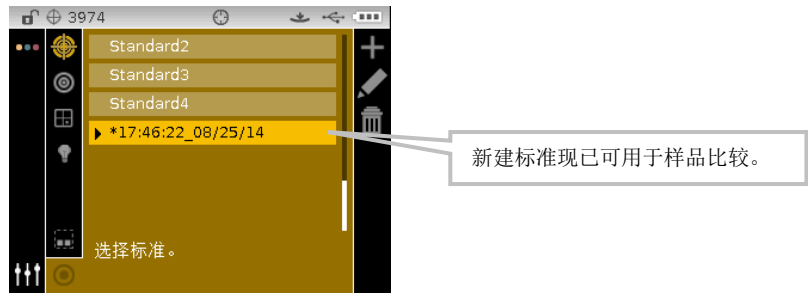 3974
Standard2
Standard3
Standard4
*17:46:22_08/25/14
选择标准。
新建标准现已可用于样品比较。